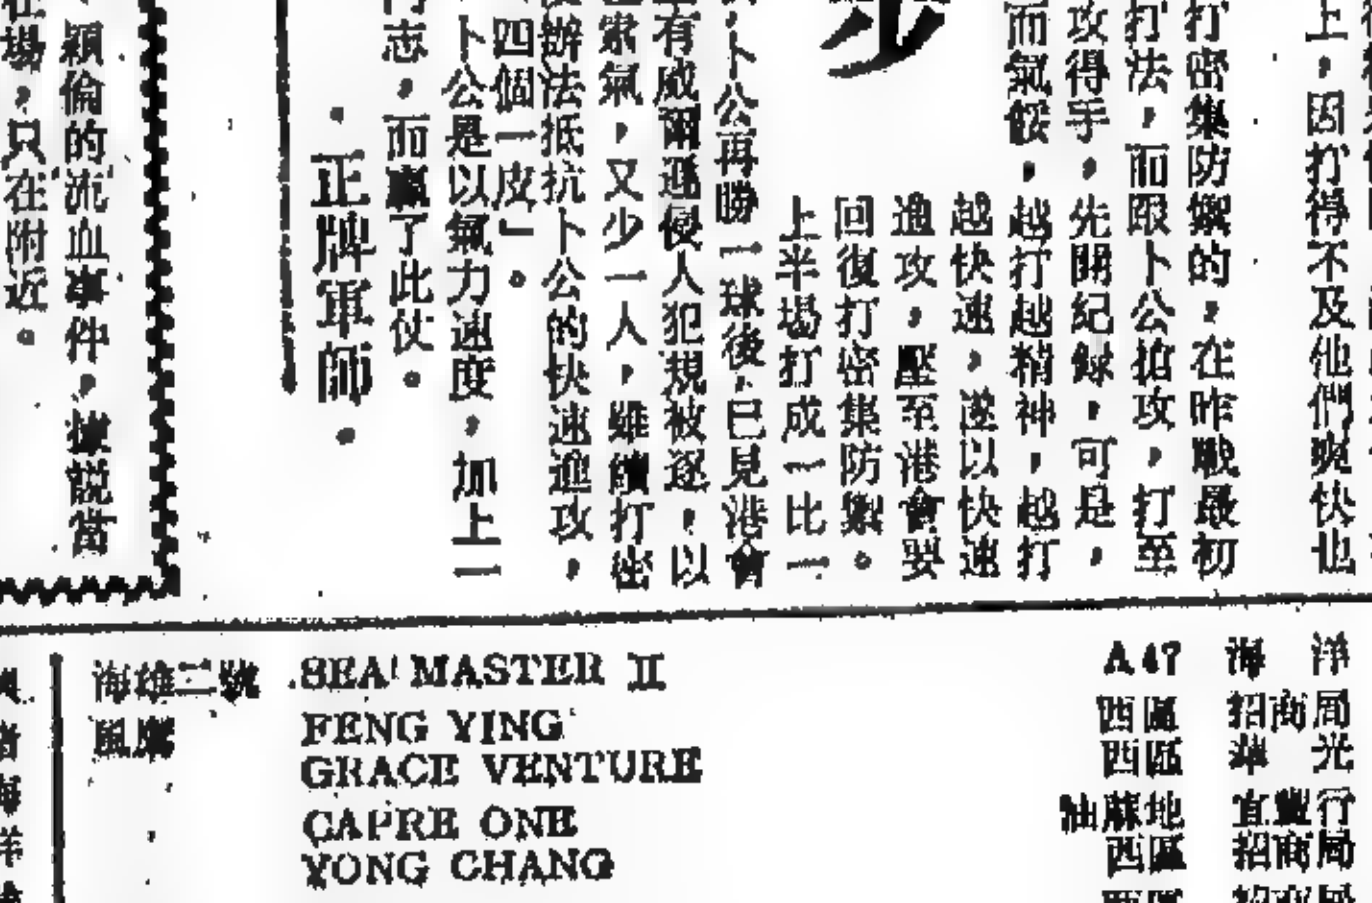 上，因打得不及他們爽快也
打密集防禦的，在昨戰最初
打法，而跟卜公搶攻，打至
攻得手，先開紀錄，可是，
而氣餒，越打越精神，越打
越快速，遂以快速
進攻，壓至港會要
回復打密集防禦。
上半場打成一比一
步
，卜公再勝一球後，已見港會
有威爾遜侵人犯規被逐，以
索氣，又少一人，雖續打密
辦法抵抗卜公的快速進攻，
四個一皮」。
卜公是以氣力速度，加上一
志，而贏了此仗。
·正牌軍師·
穎倫的流血事件，據説當
場，只在附近。
海雄二號 SEA MASTER II A47 海洋
風鷹 FENG YING 西區 招商局
GRACE VENTURE 西區 華光
CAPRE ONE 油蔴地 宜豐行
YONG CHANG 西區 招商局